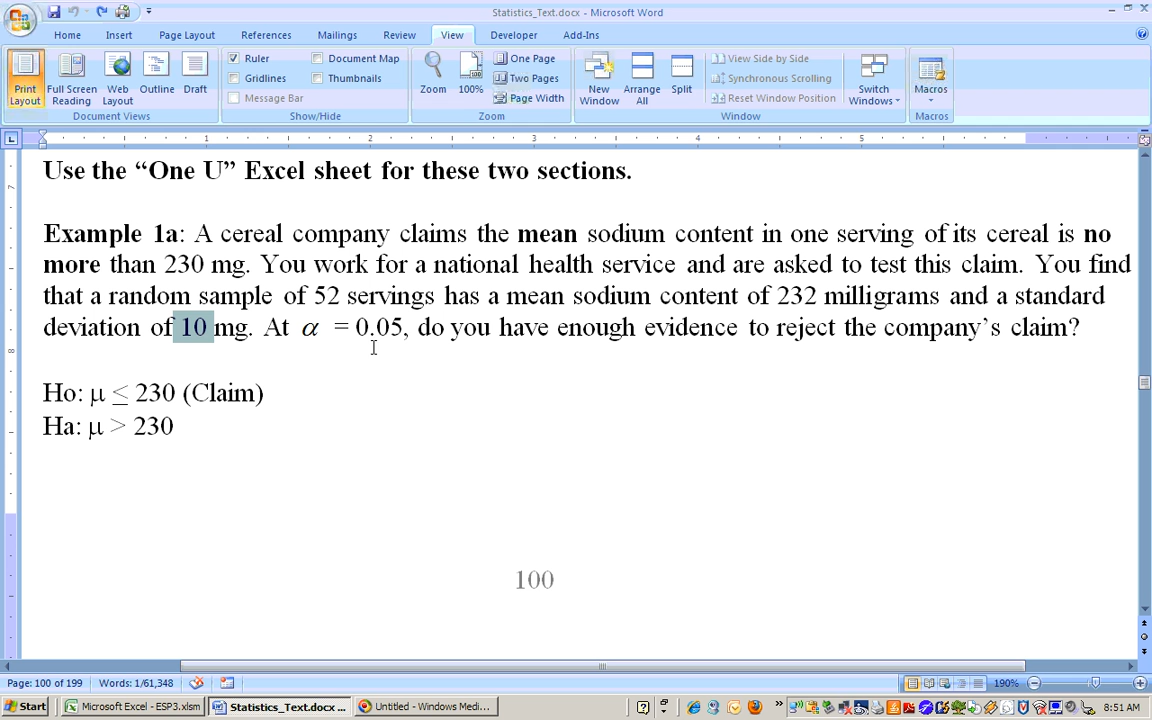 Statistics_Text.docx - Microsoft Word
Home Insert Page Layout References Mailings Review View Developer Add-Ins
Print Layout
Full Screen Reading
Web Layout
Outline
Draft
Document Views
Ruler
Gridlines
Message Bar
Document Map
Thumbnails
Show/Hide
Zoom
100%
One Page
Two Pages
Page Width
Zoom
New Window
Arrange All
Split
View Side by Side
Synchronous Scrolling
Reset Window Position
Switch Windows
Window
Macros
Macros
1 2 3 4 5 6
7
8
Use the “One U” Excel sheet for these two sections.
Example 1a: A cereal company claims the mean sodium content in one serving of its cereal is no
more than 230 mg. You work for a national health service and are asked to test this claim. You find
that a random sample of 52 servings has a mean sodium content of 232 milligrams and a standard
deviation of 10 mg. At α = 0.05, do you have enough evidence to reject the company’s claim?
Ho: μ ≤ 230 (Claim)
Ha: μ > 230
100
Page: 100 of 199 Words: 1/61,348 190%
Start Microsoft Excel - ESP3.xlsm Statistics_Text.docx ... Untitled - Windows Medi... 8:51 AM